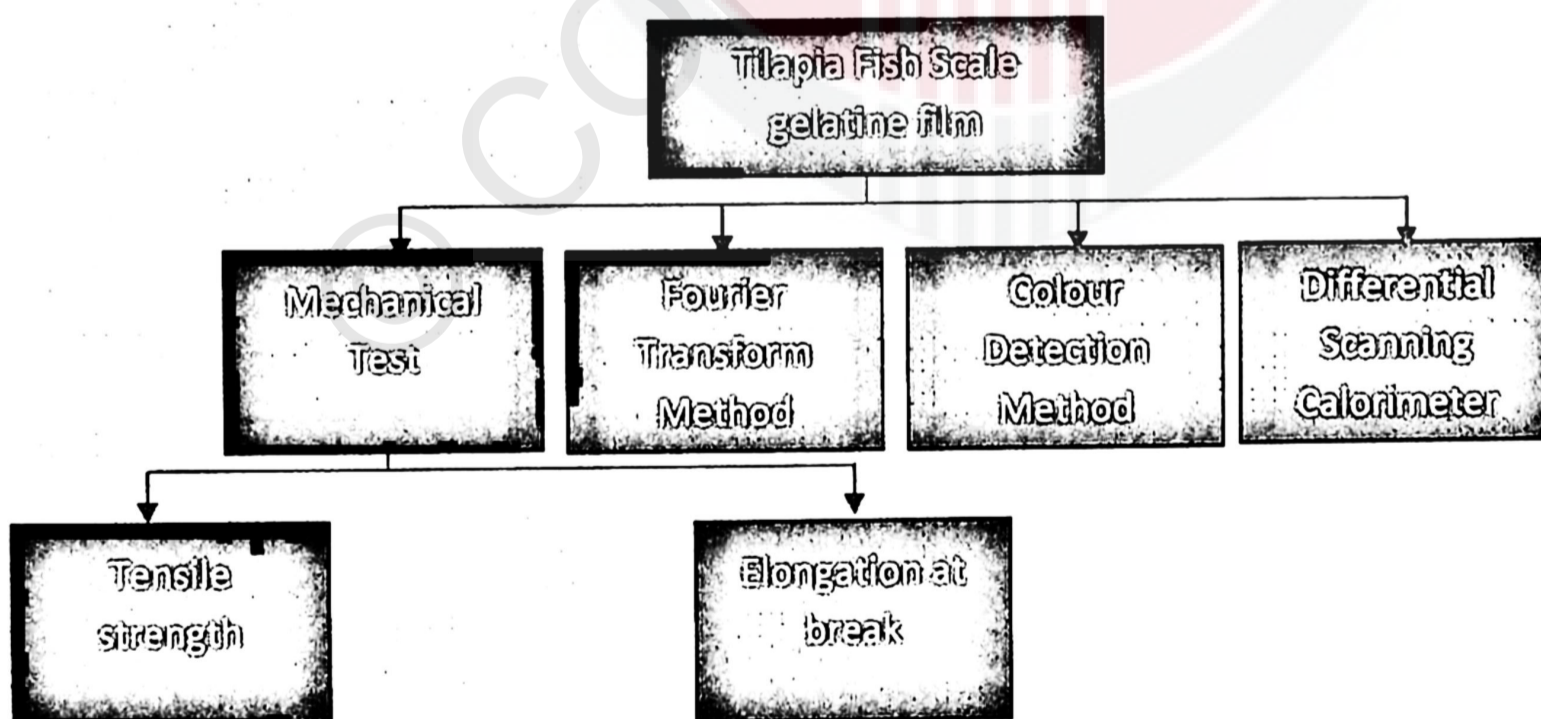 Tilapia Fish Scale
gelatine film
Mechanical
Test
Fourier
Transform
Method
Colour
Detection
Method
Differential
Scanning
Calorimeter
Tensile
strength
Elongation at
break
© CO